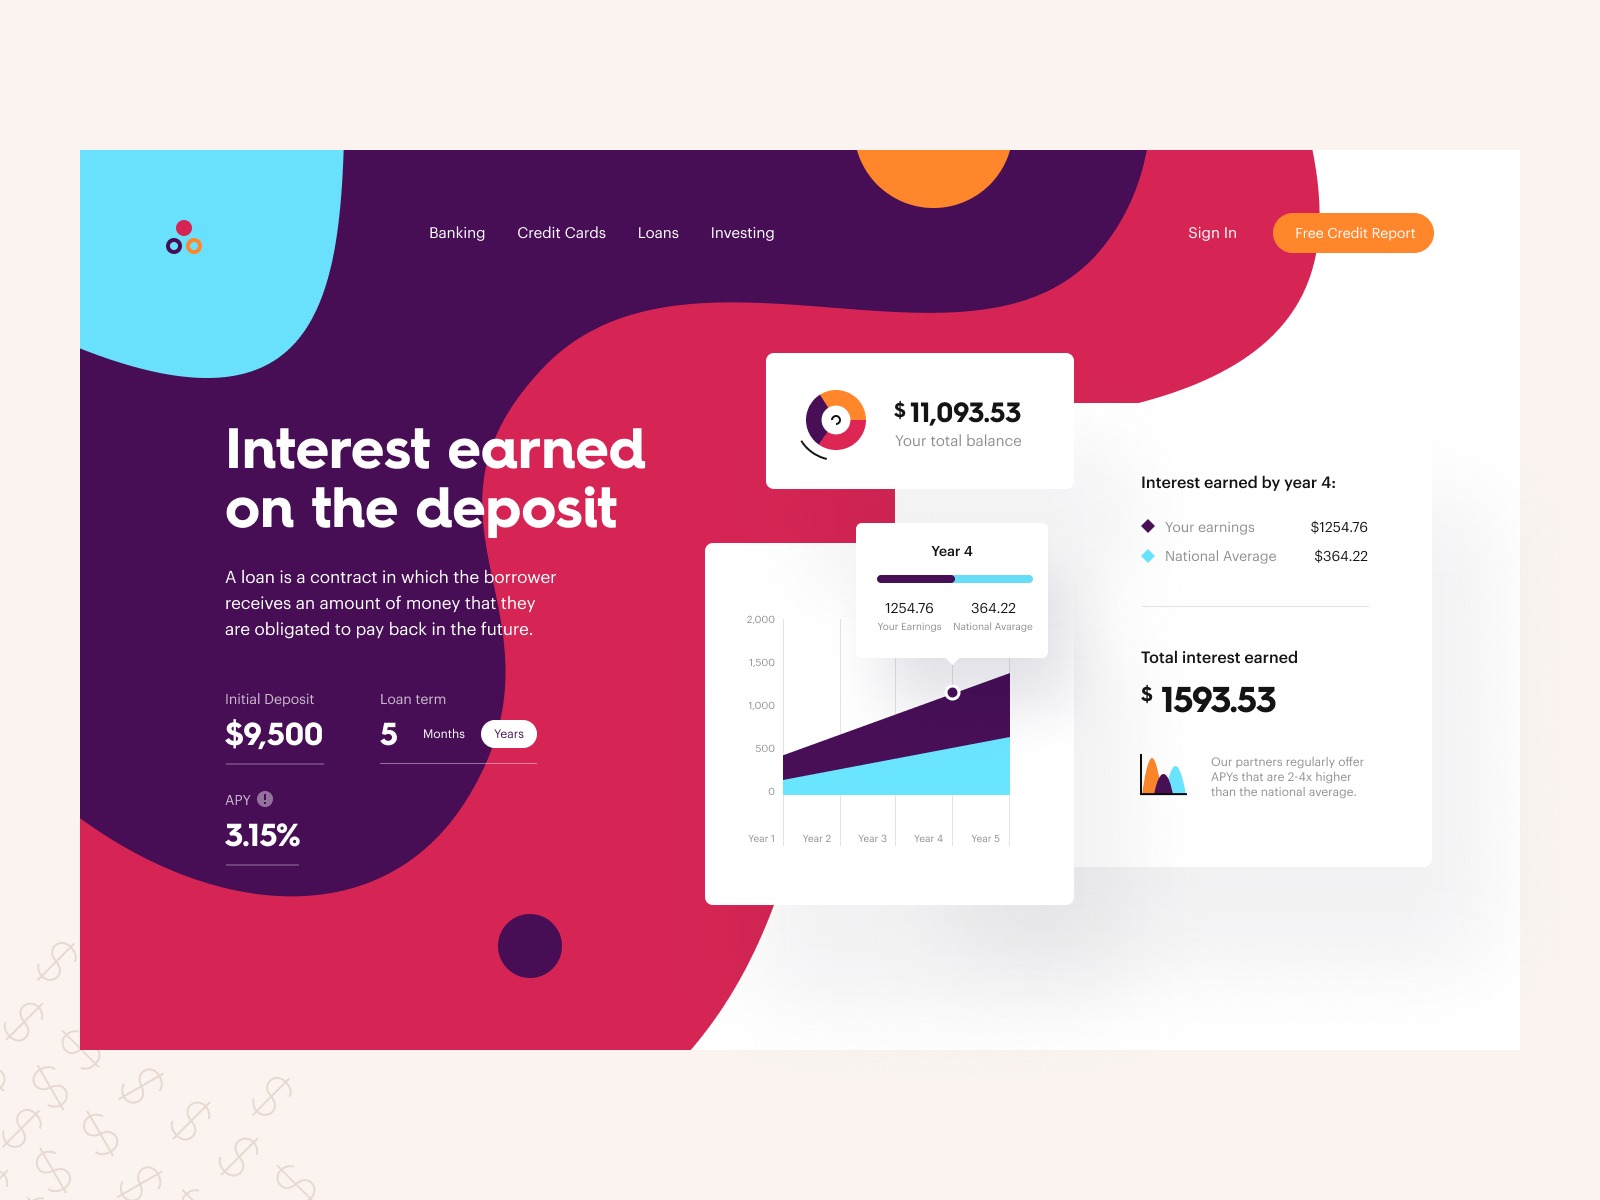 Banking
Credit Cards
Loans
Investing
Sign In
Free Credit Report
Interest earned
on the deposit
A loan is a contract in which the borrower
receives an amount of money that they
are obligated to pay back in the future.
Initial Deposit
$9,500
Loan term
5
Months
Years
APY !
3.15%
$ 11,093.53
Your total balance
Year 4
1254.76
364.22
Your Earnings
National Avarage
2,000
1,500
1,000
500
0
Year 1
Year 2
Year 3
Year 4
Year 5
Interest earned by year 4:
Your earnings $1254.76
National Average $364.22
Total interest earned
$ 1593.53
Our partners regularly offer
APYs that are 2-4x higher
than the national average.